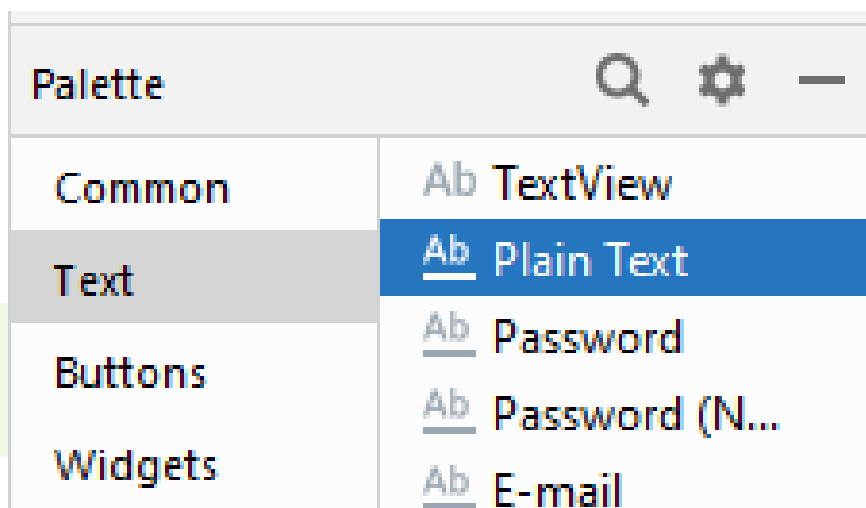 Palette
Common
Text
Buttons
Widgets
Ab TextView
Ab Plain Text
Ab Password
Ab Password (N...
Ab E-mail